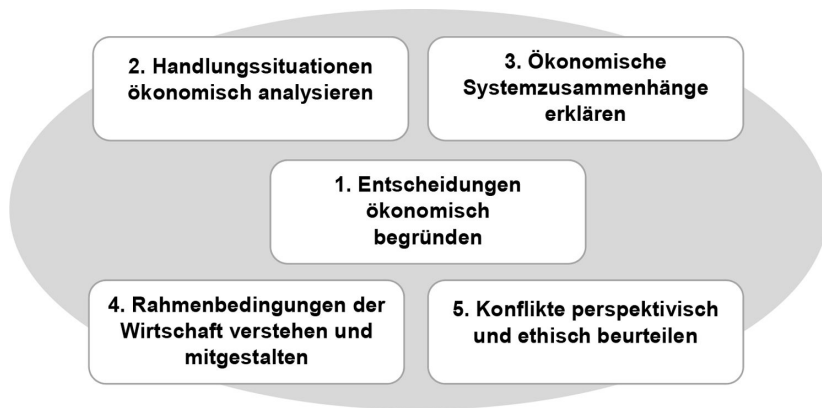 2. Handlungssituationen
ökonomisch analysieren
3. Ökonomische
Systemzusammenhänge
erklären
1. Entscheidungen
ökonomisch
begründen
4. Rahmenbedingungen der
Wirtschaft verstehen und
mitgestalten
5. Konflikte perspektivisch
und ethisch beurteilen